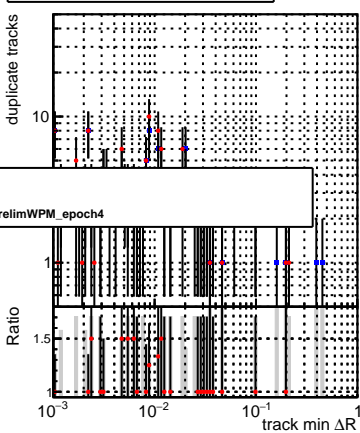 duplicate tracks
10
relimWPM_epoch4
1
Ratio
1.5
1
10⁻³ 10⁻² 10⁻¹ 1
track min ΔR